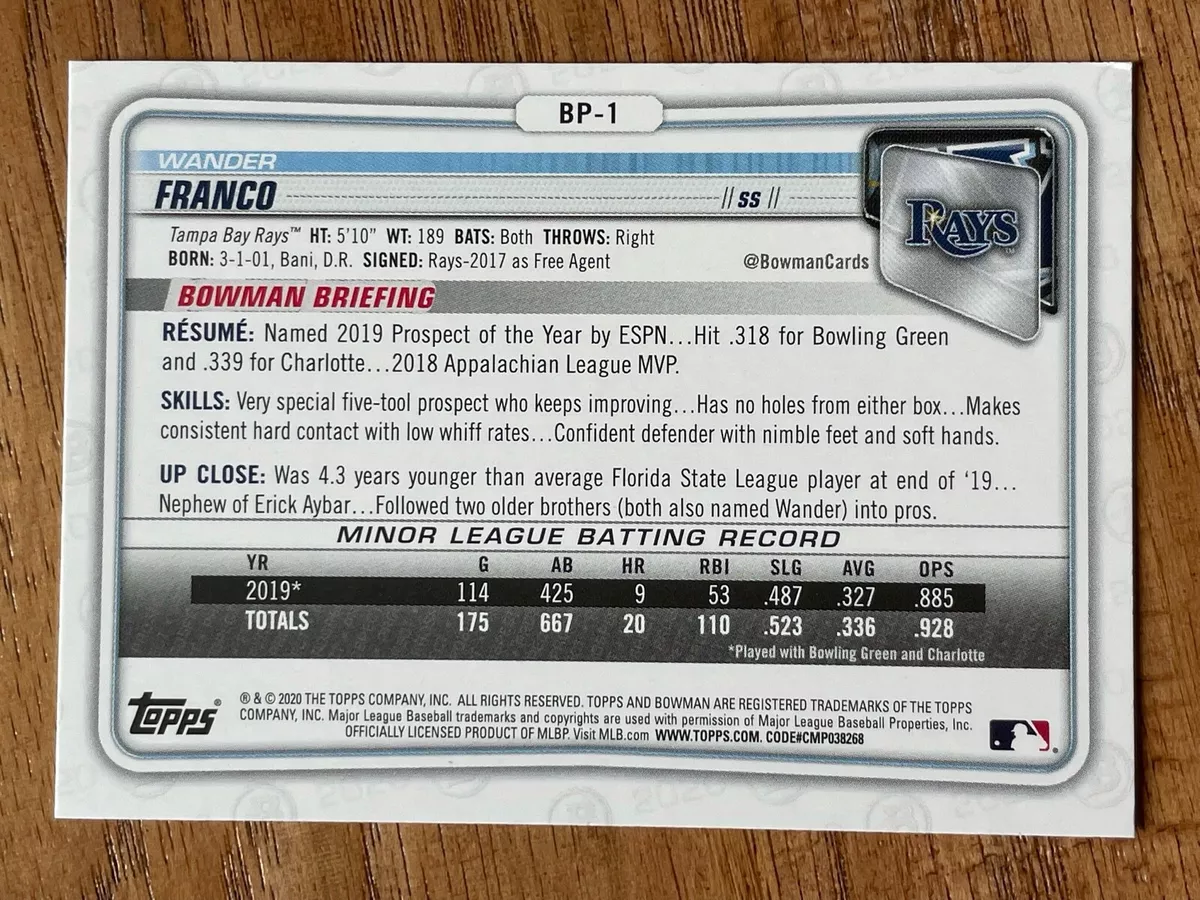 BP-1
WANDER
FRANCO // SS //
RAYS
Tampa Bay Rays™ HT: 5'10" WT: 189 BATS: Both THROWS: Right
BORN: 3-1-01, Bani, D.R. SIGNED: Rays-2017 as Free Agent
@BowmanCards
BOWMAN BRIEFING
RÉSUMÉ: Named 2019 Prospect of the Year by ESPN...Hit .318 for Bowling Green
and .339 for Charlotte...2018 Appalachian League MVP.
SKILLS: Very special five-tool prospect who keeps improving...Has no holes from either box...Makes
consistent hard contact with low whiff rates...Confident defender with nimble feet and soft hands.
UP CLOSE: Was 4.3 years younger than average Florida State League player at end of '19...
Nephew of Erick Aybar...Followed two older brothers (both also named Wander) into pros.
MINOR LEAGUE BATTING RECORD
YR G AB HR RBI SLG AVG OPS
2019* 114 425 9 53 .487 .327 .885
TOTALS 175 667 20 110 .523 .336 .928
*Played with Bowling Green and Charlotte
TOPPS®
® & © 2020 THE TOPPS COMPANY, INC. ALL RIGHTS RESERVED. TOPPS AND BOWMAN ARE REGISTERED TRADEMARKS OF THE TOPPS
COMPANY, INC. Major League Baseball trademarks and copyrights are used with permission of Major League Baseball Properties, Inc.
OFFICIALLY LICENSED PRODUCT OF MLBP. Visit MLB.com WWW.TOPPS.COM. CODE#CMP038268